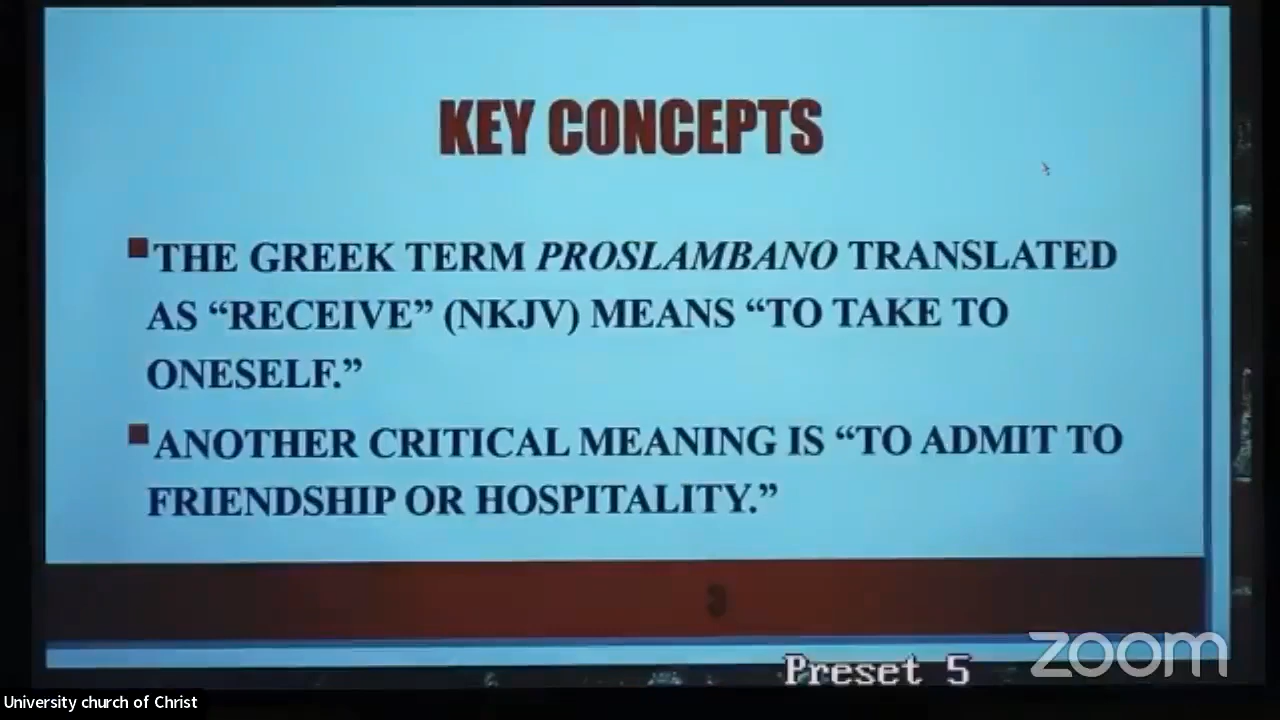 KEY CONCEPTS
THE GREEK TERM PROSLAMBANO TRANSLATED
AS “RECEIVE” (NKJV) MEANS “TO TAKE TO
ONESELF.”
ANOTHER CRITICAL MEANING IS “TO ADMIT TO
FRIENDSHIP OR HOSPITALITY.”
3
zoom
Preset 5
University church of Christ